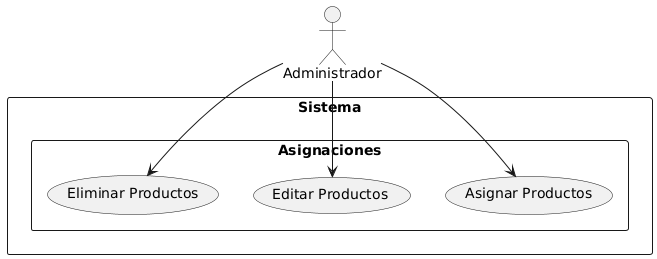 Administrador
Sistema
Asignaciones
Eliminar Productos
Editar Productos
Asignar Productos